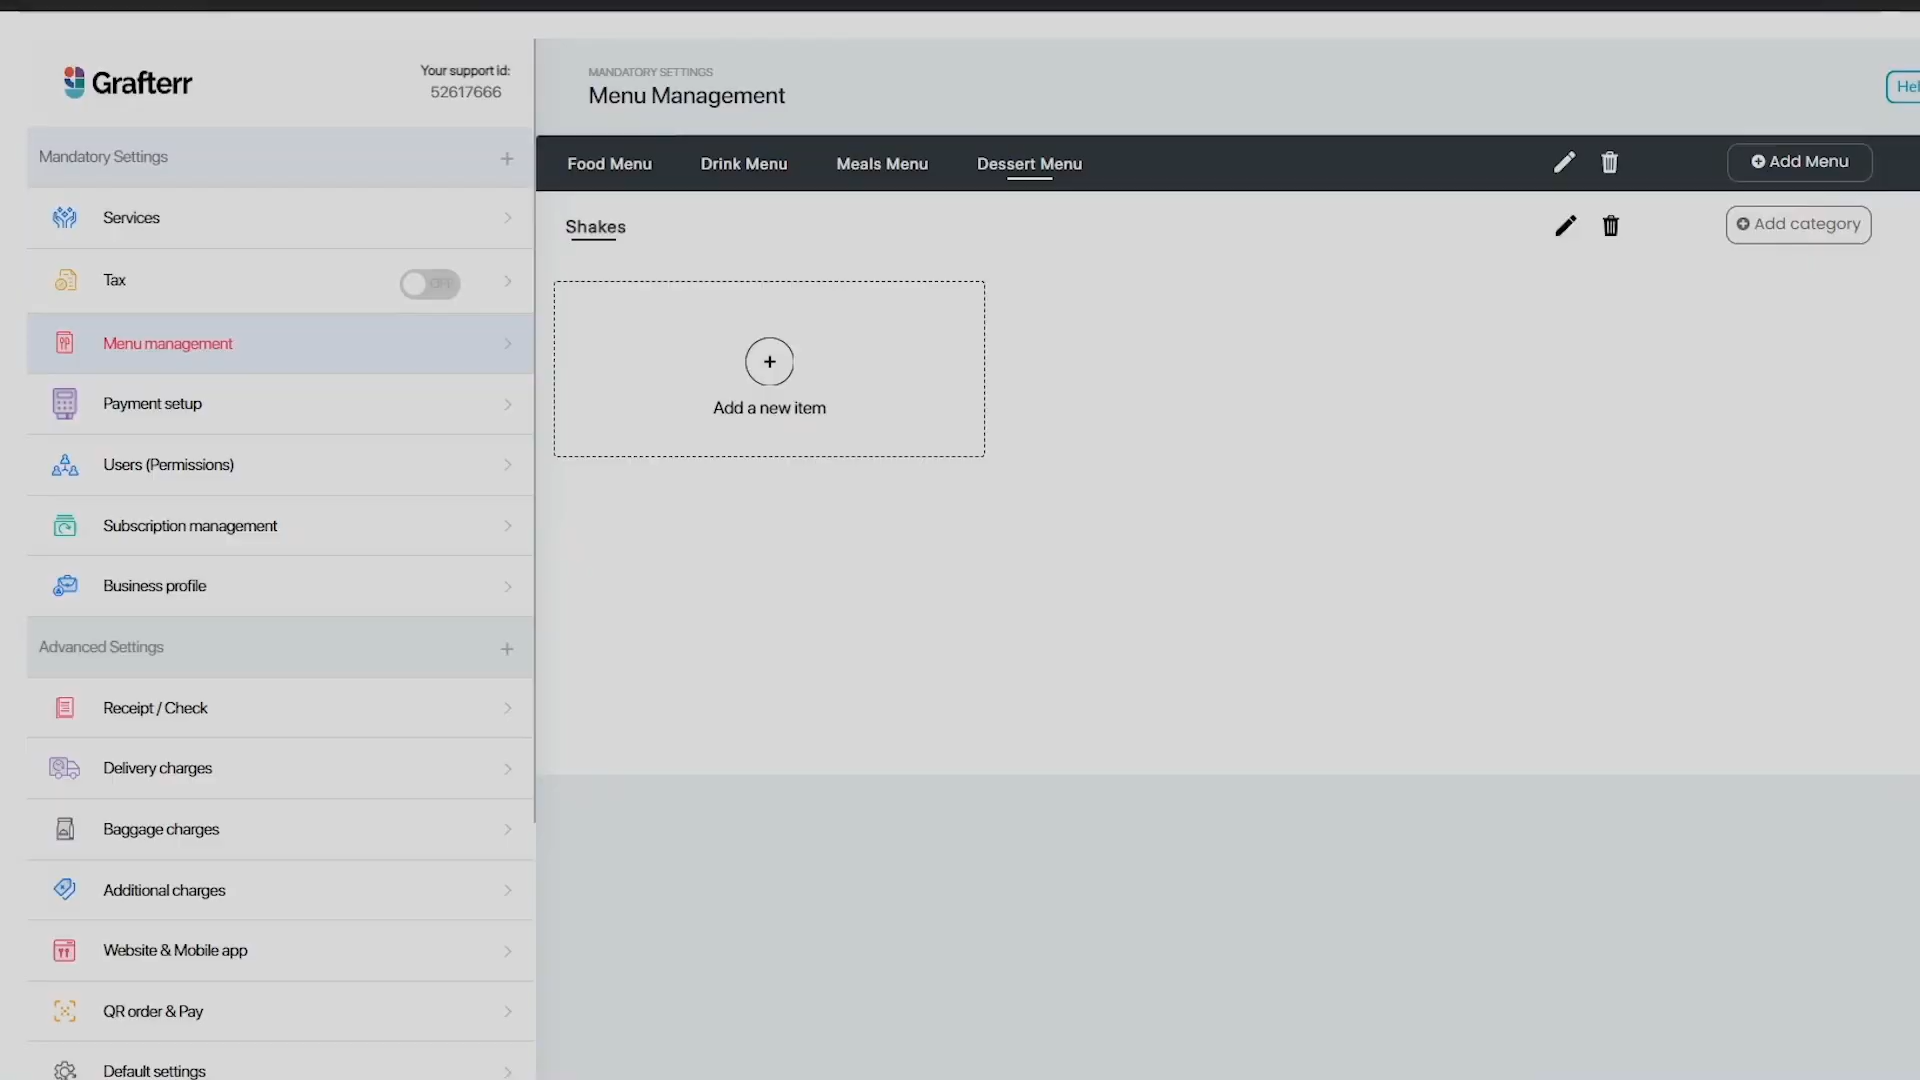 Grafterr
Your support id:
52617666
Mandatory Settings
Services
Tax
OFF
Menu management
Payment setup
Users (Permissions)
Subscription management
Business profile
Advanced Settings
Receipt / Check
Delivery charges
Baggage charges
Additional charges
Website & Mobile app
QR order & Pay
Default settings
MANDATORY SETTINGS
Menu Management
Hel
Food Menu Drink Menu Meals Menu Dessert Menu
Add Menu
Shakes
Add category
Add a new item